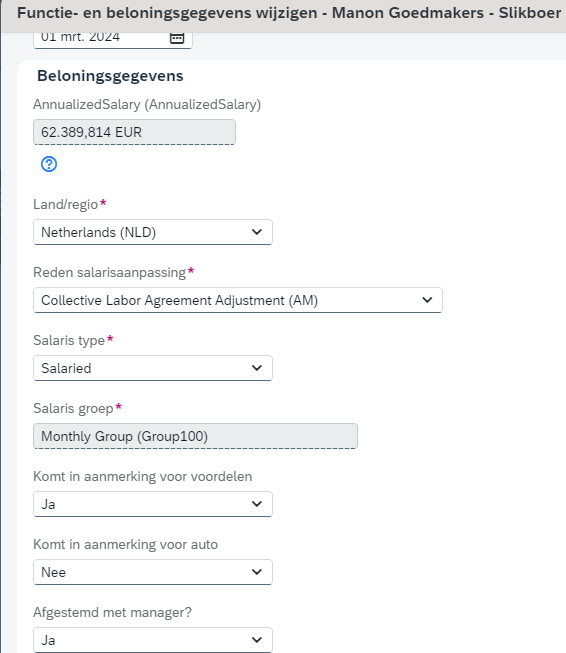 Functie- en beloningsgegevens wijzigen - Manon Goedmakers - Slikboer
01 mrt. 2024
Beloningsgegevens
AnnualizedSalary (AnnualizedSalary)
62.389,814 EUR
Land/regio*
Netherlands (NLD)
Reden salarisaanpassing*
Collective Labor Agreement Adjustment (AM)
Salaris type*
Salaried
Salaris groep*
Monthly Group (Group100)
Komt in aanmerking voor voordelen
Ja
Komt in aanmerking voor auto
Nee
Afgestemd met manager?
Ja